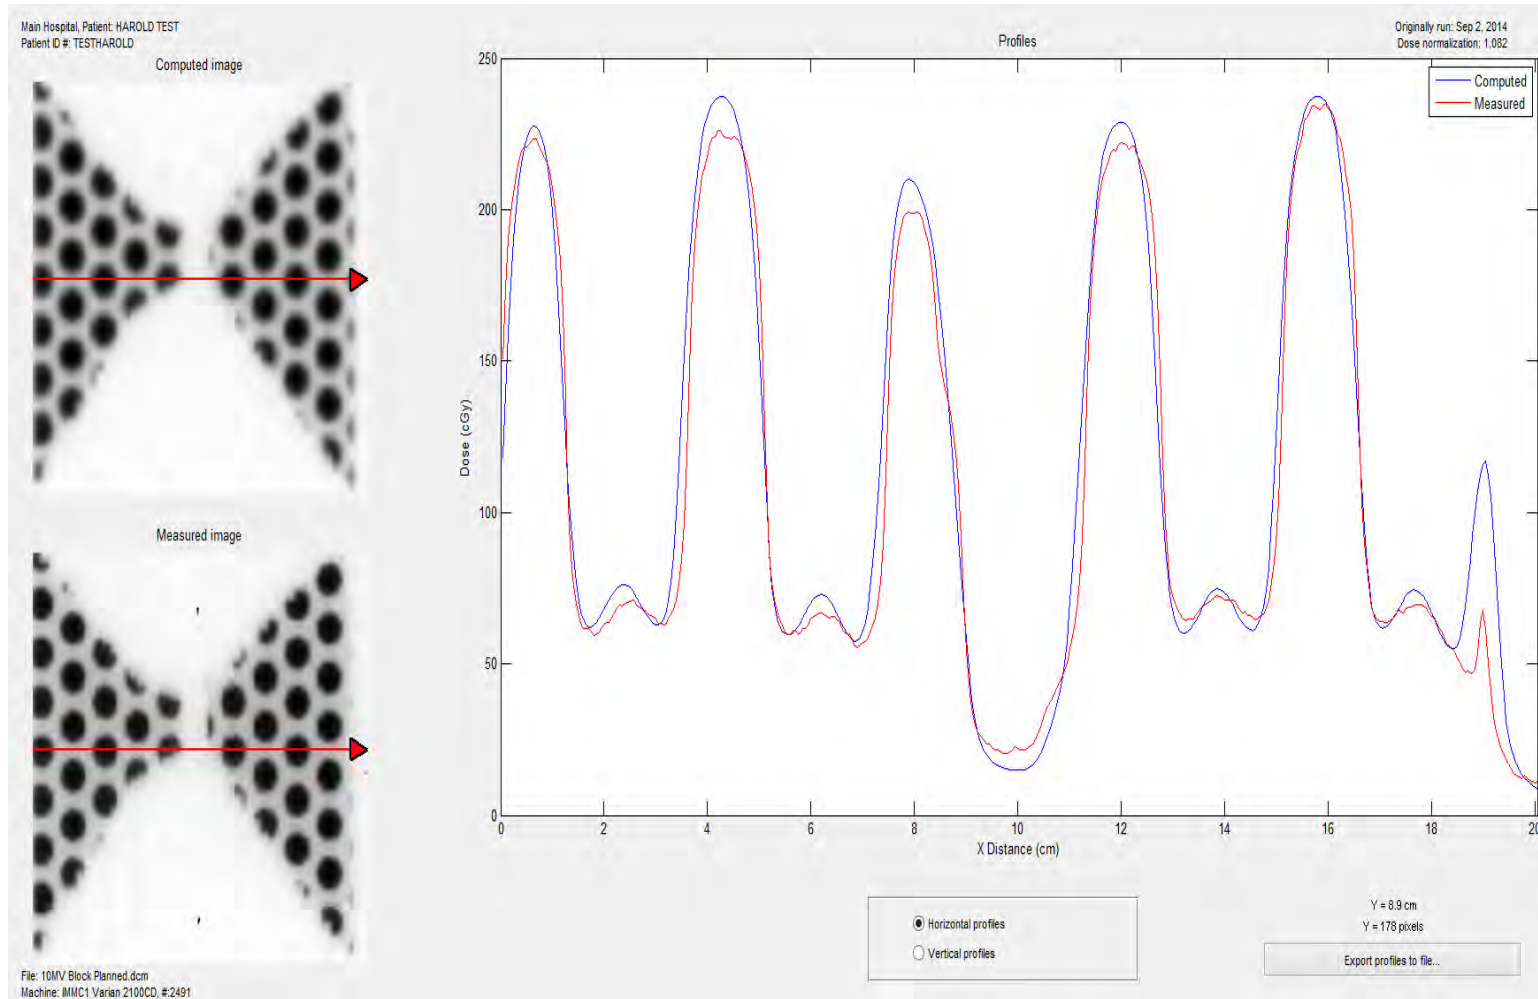 Main Hospital, Patient: HAROLD TEST
Patient ID #: TESTHAROLD
Originally run: Sep 2, 2014
Dose normalization: 1.082
Computed image
Profiles
Computed
Measured
250
200
150
100
50
0
Dose (cGy)
0 2 4 6 8 10 12 14 16 18 20
X Distance (cm)
Measured image
Horizontal profiles
Vertical profiles
Y = 8.9 cm
Y = 178 pixels
Export profiles to file...
File: 10MV Block Planned.dcm
Machine: IMMC1 Varian 2100CD, #:2491